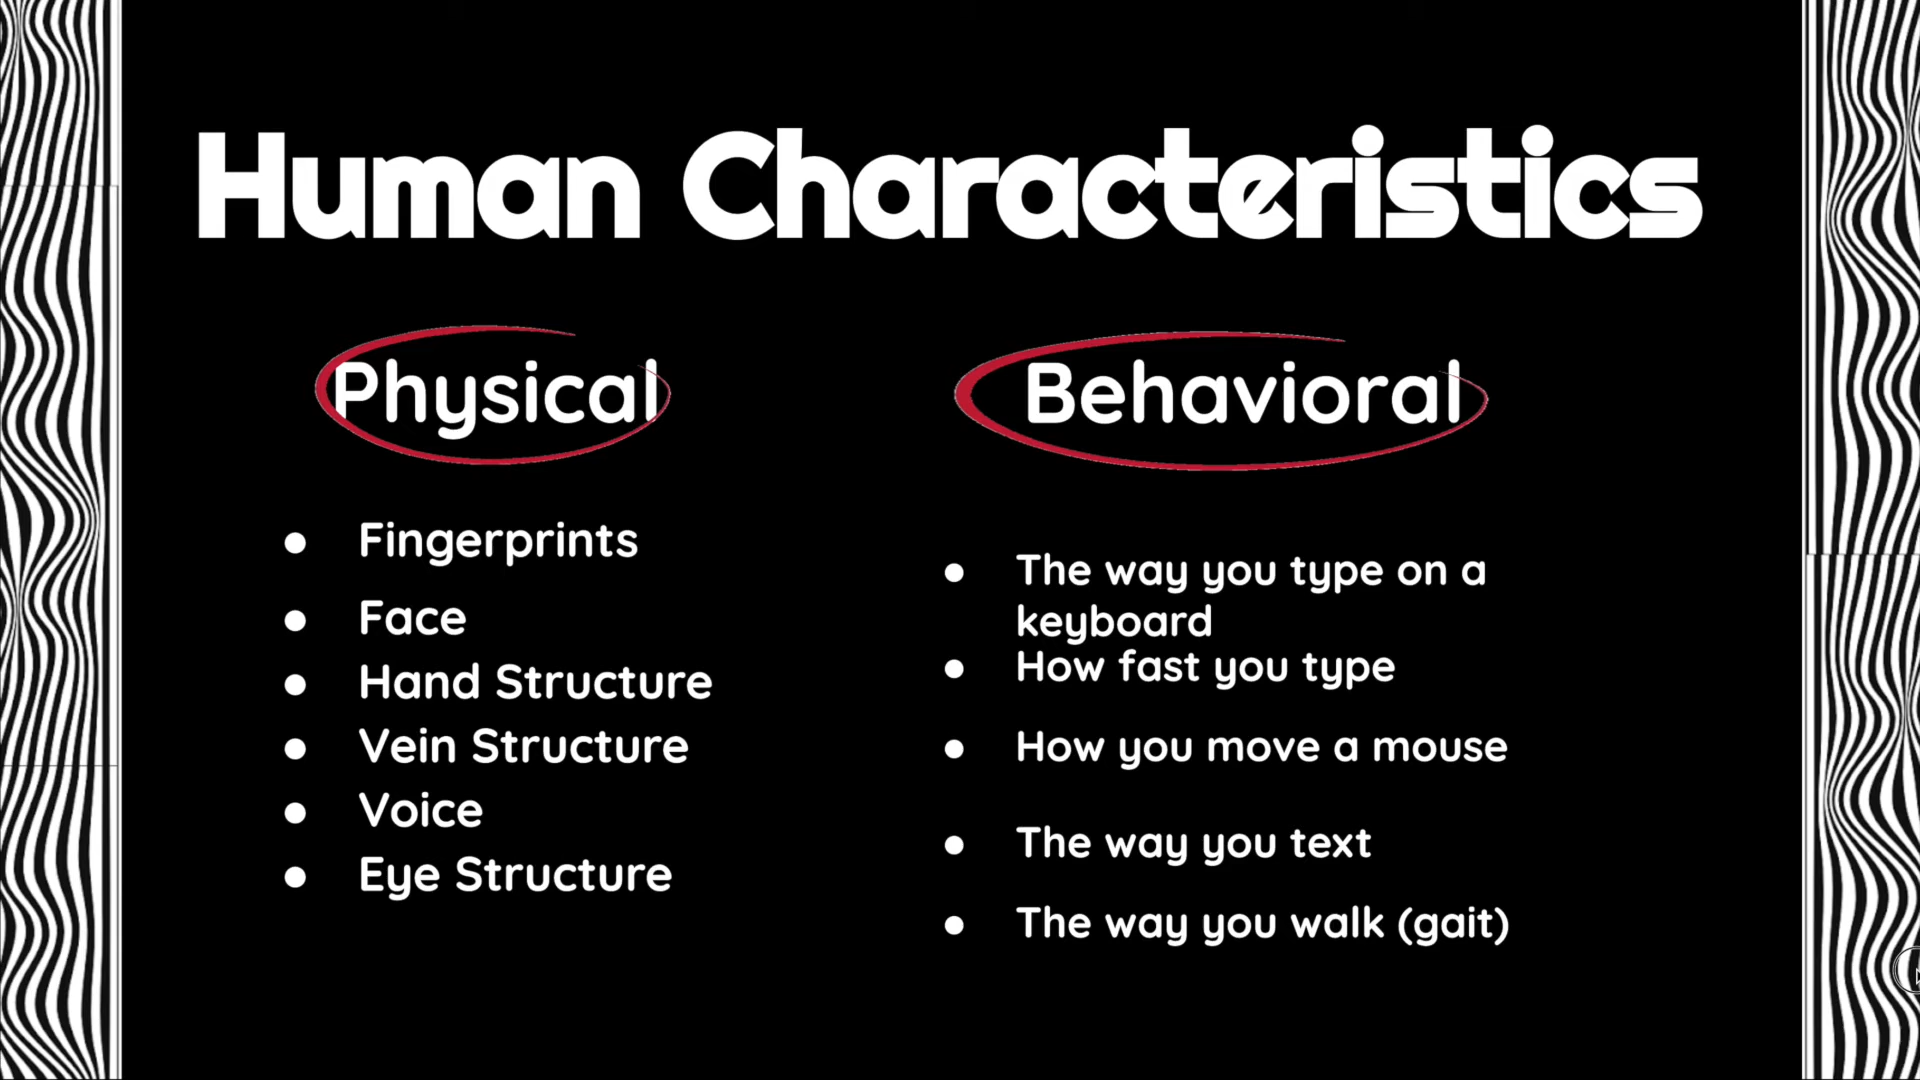 Human Characteristics
Physical
• Fingerprints
• Face
• Hand Structure
• Vein Structure
• Voice
• Eye Structure
Behavioral
• The way you type on a
keyboard
• How fast you type
• How you move a mouse
• The way you text
• The way you walk (gait)